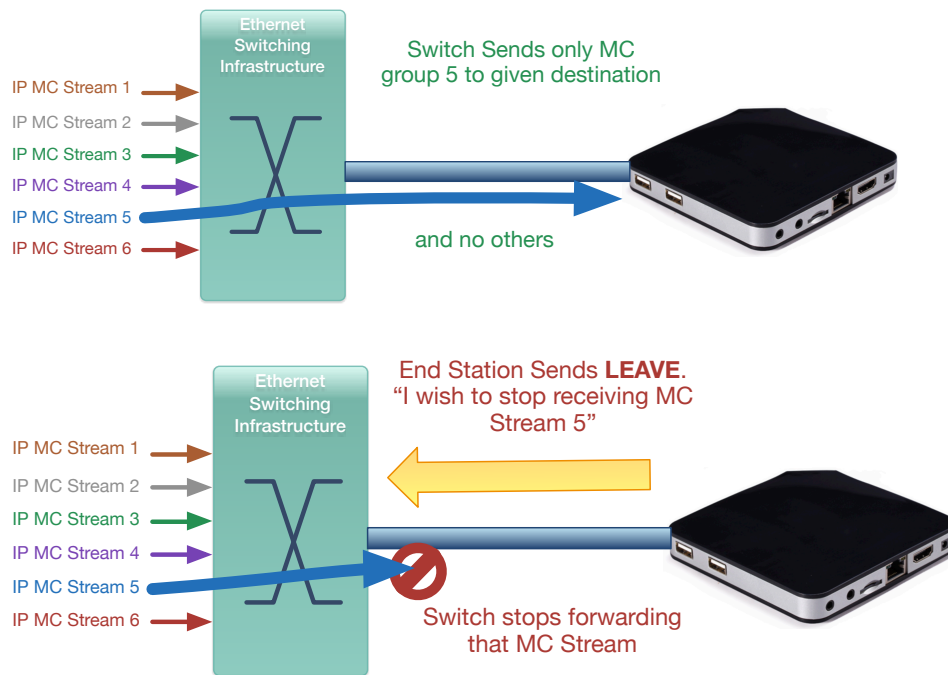 Ethernet
Switching
Infrastructure
Switch Sends only MC
group 5 to given destination
IP MC Stream 1
IP MC Stream 2
IP MC Stream 3
IP MC Stream 4
IP MC Stream 5
IP MC Stream 6
and no others
Ethernet
Switching
Infrastructure
End Station Sends LEAVE.
“I wish to stop receiving MC
Stream 5”
IP MC Stream 1
IP MC Stream 2
IP MC Stream 3
IP MC Stream 4
IP MC Stream 5
IP MC Stream 6
Switch stops forwarding
that MC Stream